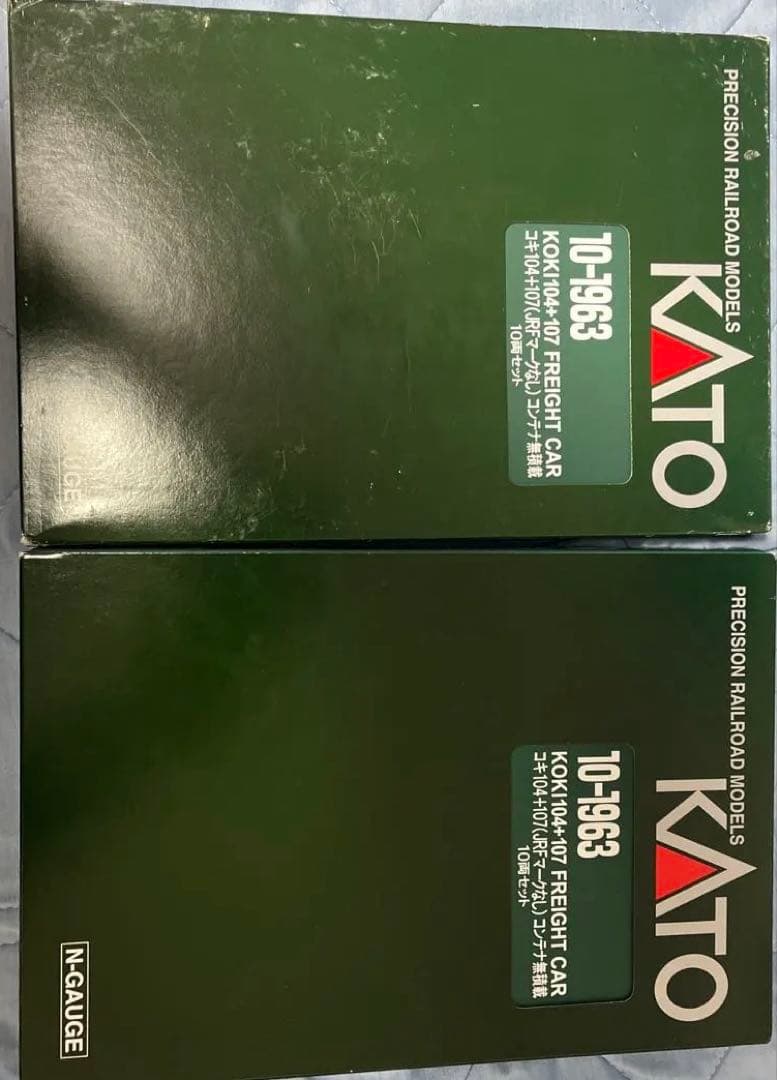 PRECISION RAILROAD MODELS
KATO
10-1963
KOKI104+107 FREIGHT CAR
コキ104+107(JRFマークなし)コンテナ無積載
10両セット
N-GAUGE
PRECISION RAILROAD MODELS
KATO
10-1963
KOKI104+107 FREIGHT CAR
コキ104+107(JRFマークなし)コンテナ無積載
10両セット
N-GAUGE